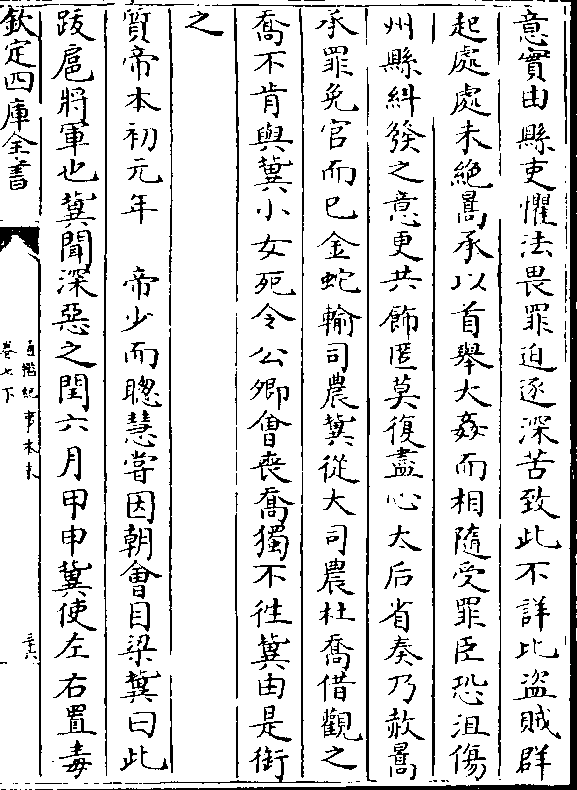 意實由縣吏懼法畏罪迫逐深苦致此不詳比盗賊群
起處處未絶暠承以首舉大姦而相隨受罪臣恐沮傷
州縣糾發之意更共飾匿莫復盡心太后省奏乃赦暠
承罪免官而已金蛇輸司農冀從大司農杜喬借觀之
喬不肯與冀小女死令公卿會喪喬獨不徃冀由是銜
之
質帝本初元年　帝少而聰慧嘗因朝會目梁冀曰此
跋扈將軍也冀聞深惡之閏六月甲申冀使左右置毒
欽定四庫全書
通鑑紀事本末
卷七下
三六